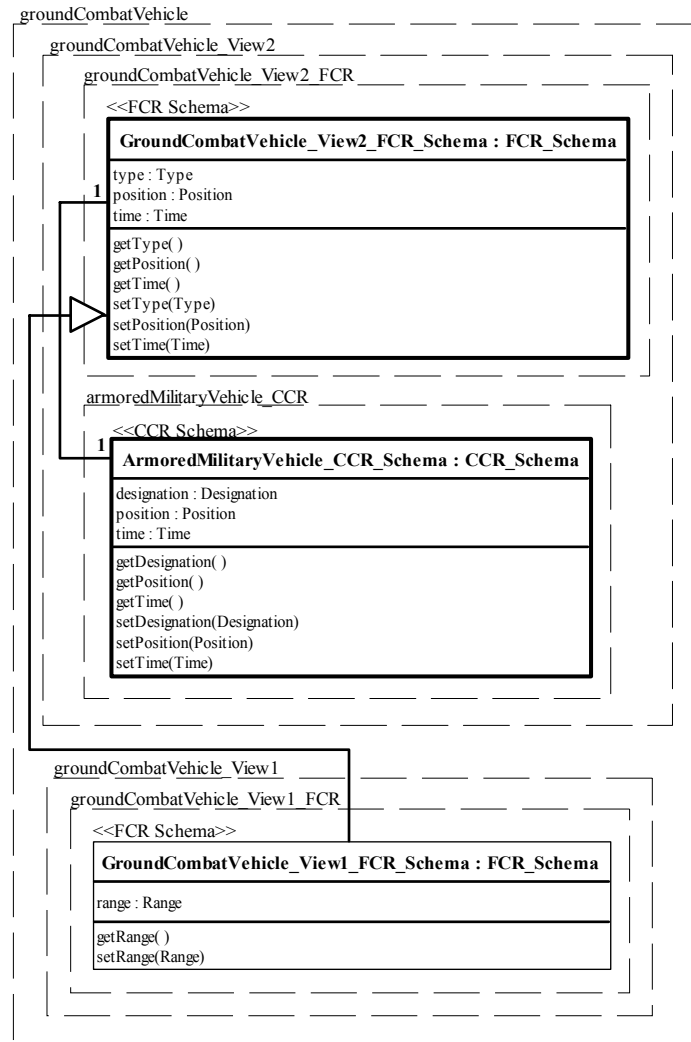 groundCombatVehicle
groundCombatVehicle_View2
groundCombatVehicle_View2_FCR
<<FCR Schema>>
GroundCombatVehicle_View2_FCR_Schema : FCR_Schema
type : Type
1
position : Position
time : Time
getType( )
getPosition( )
getTime( )
setType(Type)
setPosition(Position)
setTime(Time)
armoredMilitaryVehicle_CCR
<<CCR Schema>>
1
ArmoredMilitaryVehicle_CCR_Schema : CCR_Schema
designation : Designation
position : Position
time : Time
getDesignation( )
getPosition( )
getTime( )
setDesignation(Designation)
setPosition(Position)
setTime(Time)
groundCombatVehicle_View1
groundCombatVehicle_View1_FCR
<<FCR Schema>>
GroundCombatVehicle_View1_FCR_Schema : FCR_Schema
range : Range
getRange( )
setRange(Range)